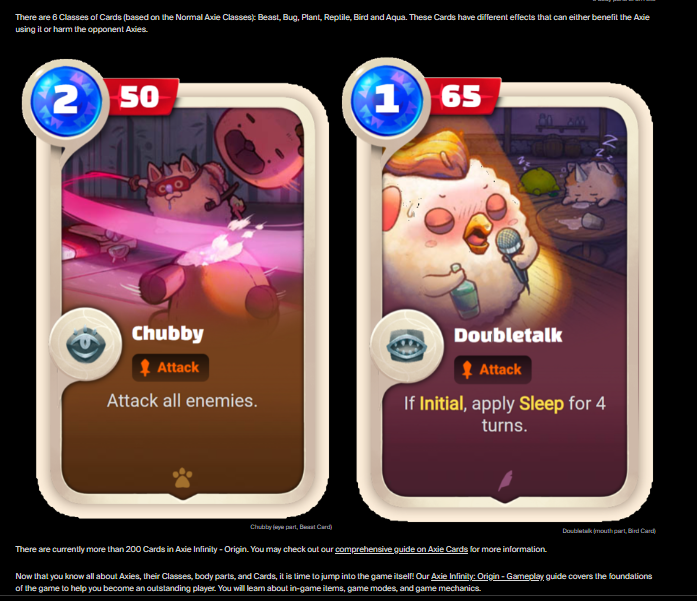 There are 6 Classes of Cards (based on the Normal Axie Classes): Beast, Bug, Plant, Reptile, Bird and Aqua. These Cards have different effects that can either benefit the Axie
using it or harm the opponent Axies.
2 50
Chubby
Attack
Attack all enemies.
1 65
zzz
Doubletalk
Attack
If Initial, apply Sleep for 4
turns.
Chubby (eye part, Beast Card)
Doubletalk (mouth part, Bird Card)
There are currently more than 200 Cards in Axie Infinity - Origin. You may check out our comprehensive guide on Axie Cards for more information.
Now that you know all about Axies, their Classes, body parts, and Cards, it is time to jump into the game itself! Our Axie Infinity: Origin - Gameplay guide covers the foundations
of the game to help you become an outstanding player. You will learn about in-game items, game modes, and game mechanics.